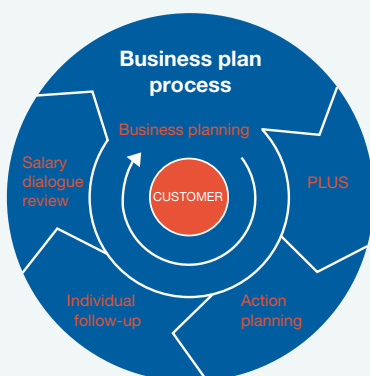 Business plan
process
Business planning
PLUS
Action
planning
Individual
follow-up
Salary
dialogue
review
CUSTOMER